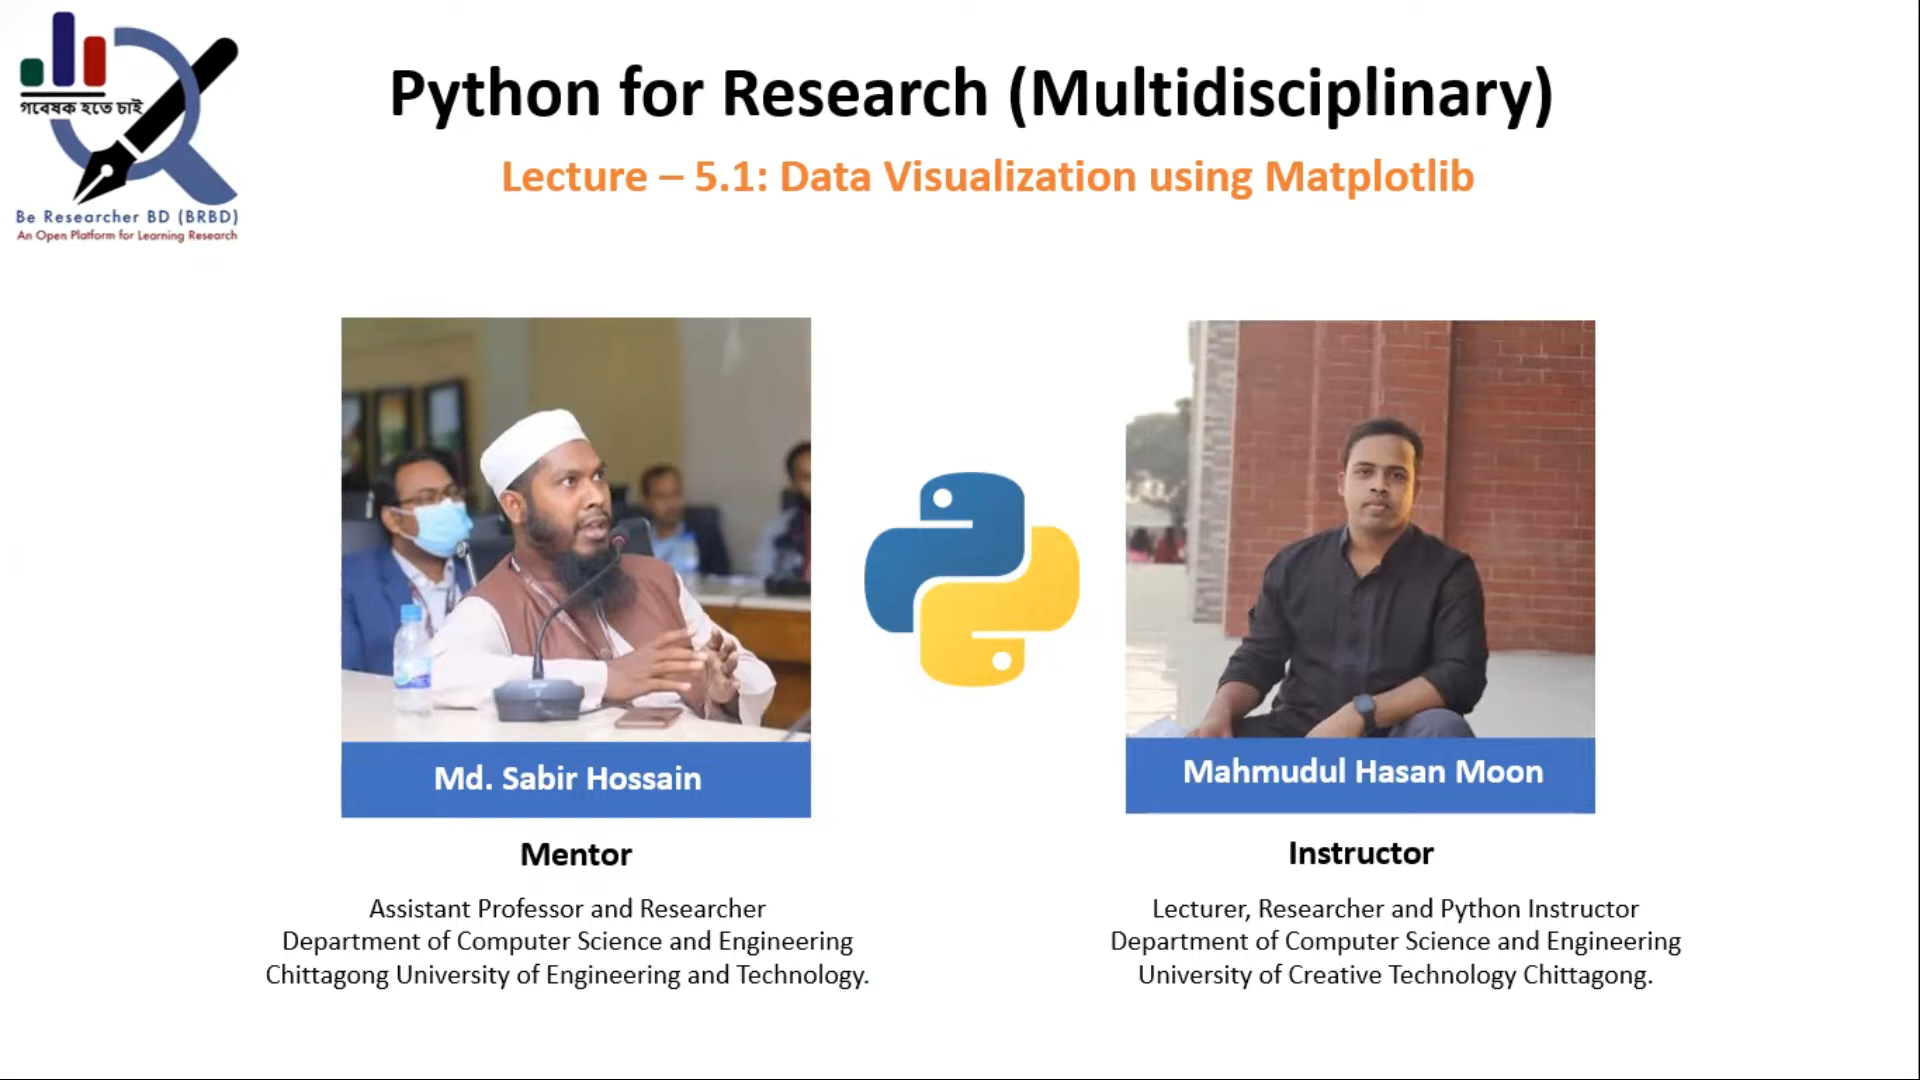 গবেষক হতে চাই
Be Researcher BD (BRBD)
An Open Platform for Learning Research
Python for Research (Multidisciplinary)
Lecture – 5.1: Data Visualization using Matplotlib
Md. Sabir Hossain
Mentor
Assistant Professor and Researcher
Department of Computer Science and Engineering
Chittagong University of Engineering and Technology.
Mahmudul Hasan Moon
Instructor
Lecturer, Researcher and Python Instructor
Department of Computer Science and Engineering
University of Creative Technology Chittagong.